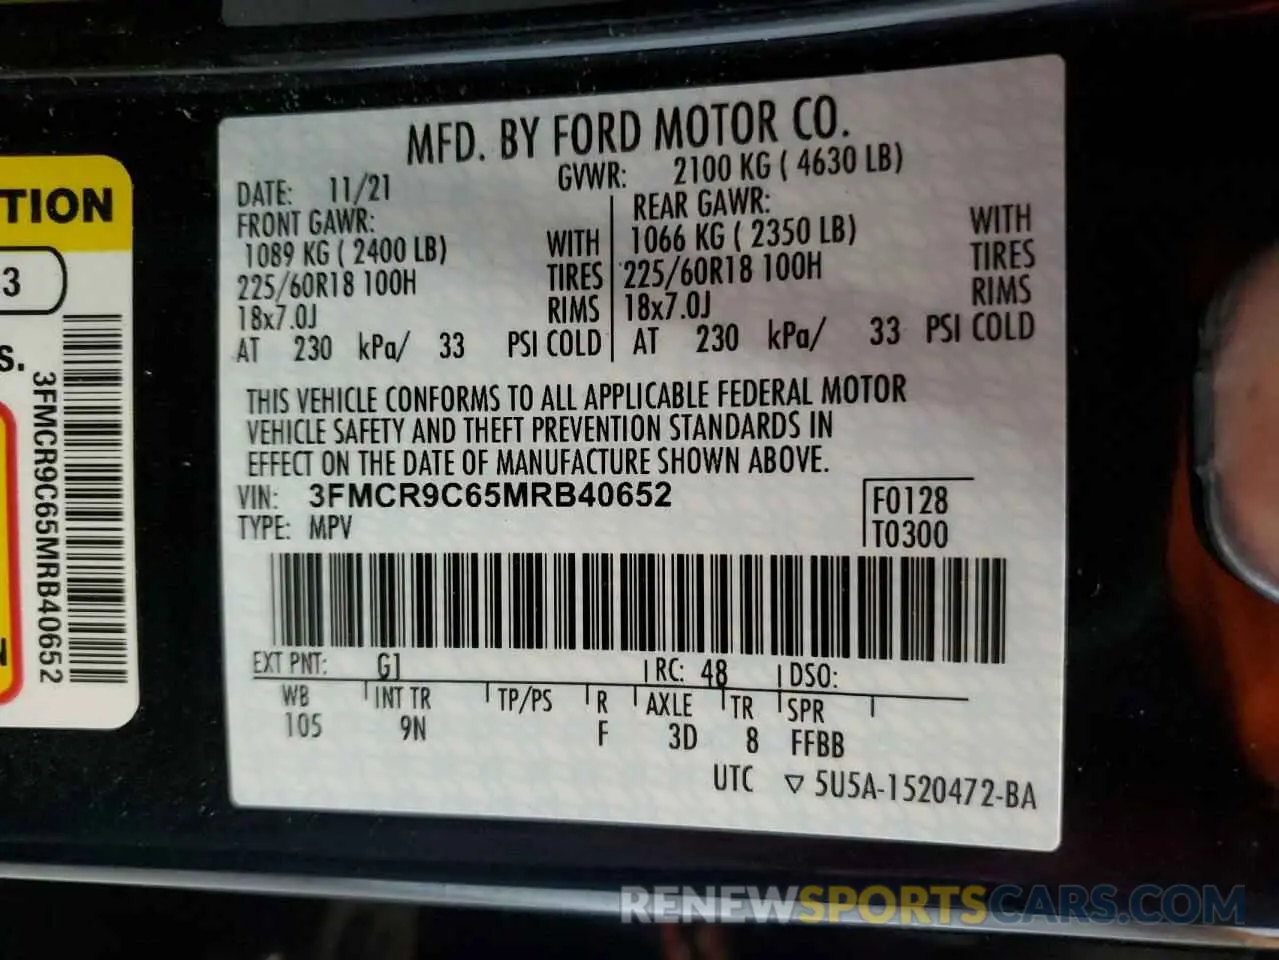 MFD. BY FORD MOTOR CO.
DATE: 11/21 GVWR: 2100 KG ( 4630 LB)
FRONT GAWR: REAR GAWR:
1089 KG ( 2400 LB) WITH 1066 KG ( 2350 LB) WITH
225/60R18 100H TIRES 225/60R18 100H TIRES
18x7.0J RIMS 18x7.0J RIMS
AT 230 kPa/ 33 PSI COLD AT 230 kPa/ 33 PSI COLD
THIS VEHICLE CONFORMS TO ALL APPLICABLE FEDERAL MOTOR
VEHICLE SAFETY AND THEFT PREVENTION STANDARDS IN
EFFECT ON THE DATE OF MANUFACTURE SHOWN ABOVE.
VIN: 3FMCR9C65MRB40652 F0128
TYPE: MPV T0300
EXT PNT: G1 RC: 48 DSO:
WB INT TR TP/PS R AXLE TR SPR
105 9N F 3D 8 FFBB
UTC ▽ 5U5A-1520472-BA
TION
3
S.
3FMCR9C65MRB40652
N
RENEWSPORTSCARS.COM